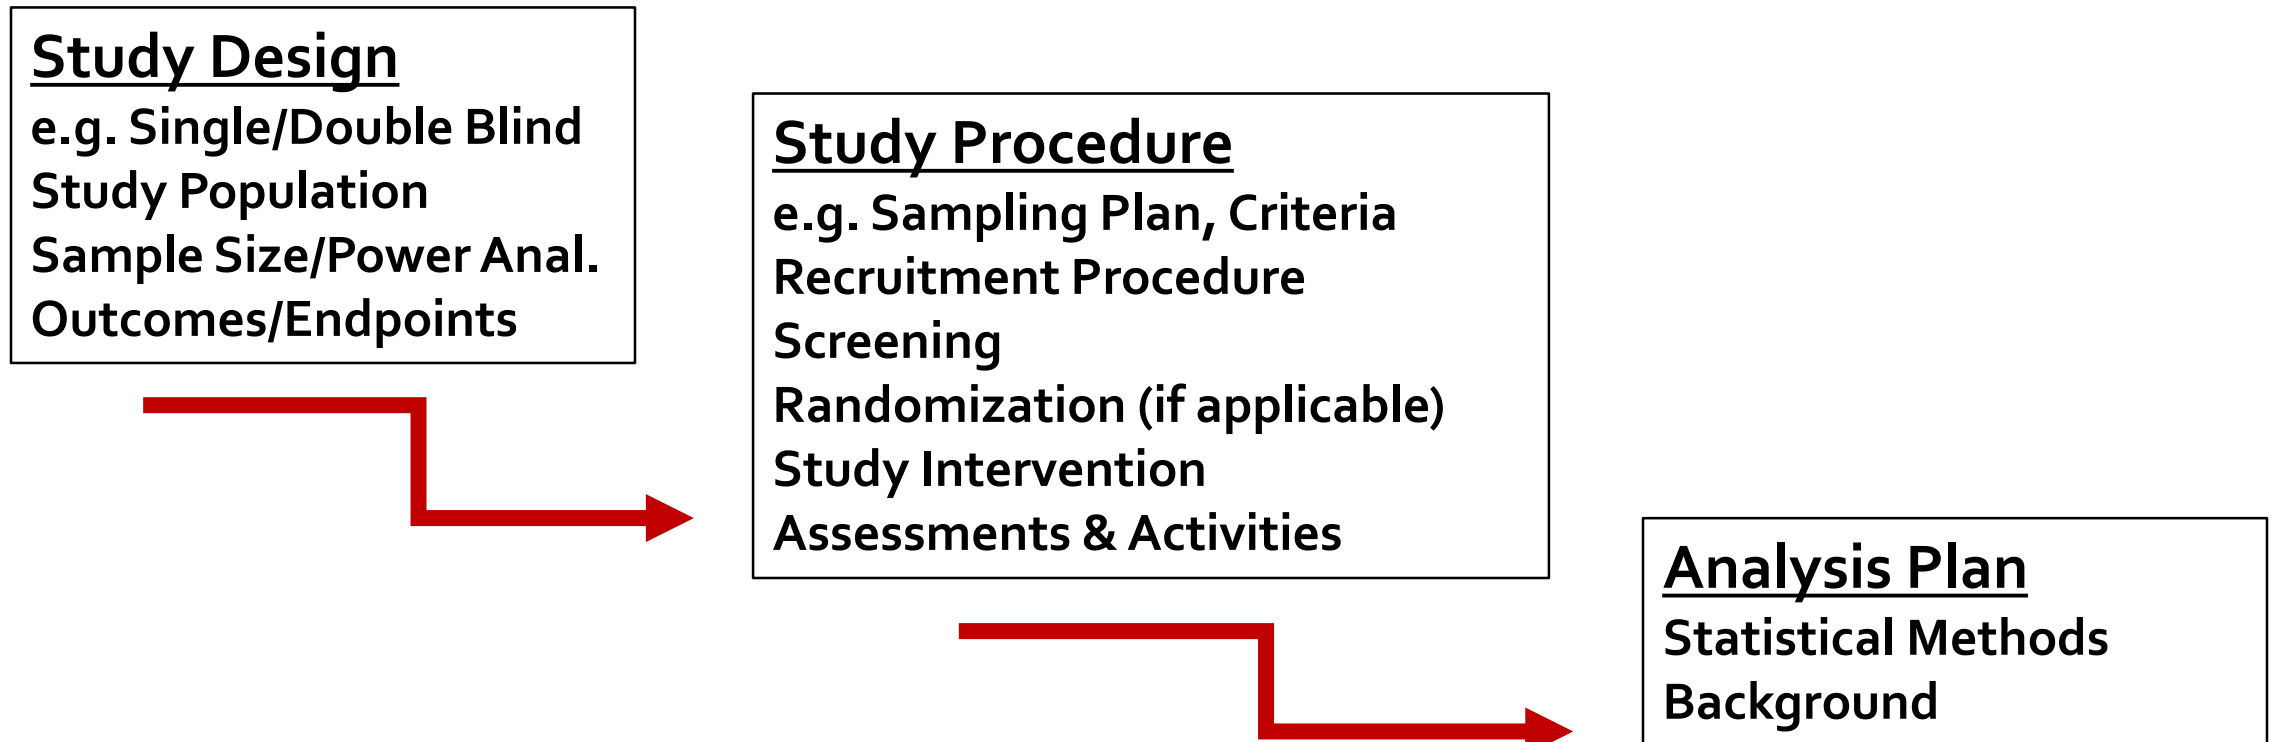 Study Design
e.g. Single/Double Blind
Study Population
Sample Size/Power Anal.
Outcomes/Endpoints
Study Procedure
e.g. Sampling Plan, Criteria
Recruitment Procedure
Screening
Randomization (if applicable)
Study Intervention
Assessments & Activities
Analysis Plan
Statistical Methods
Background